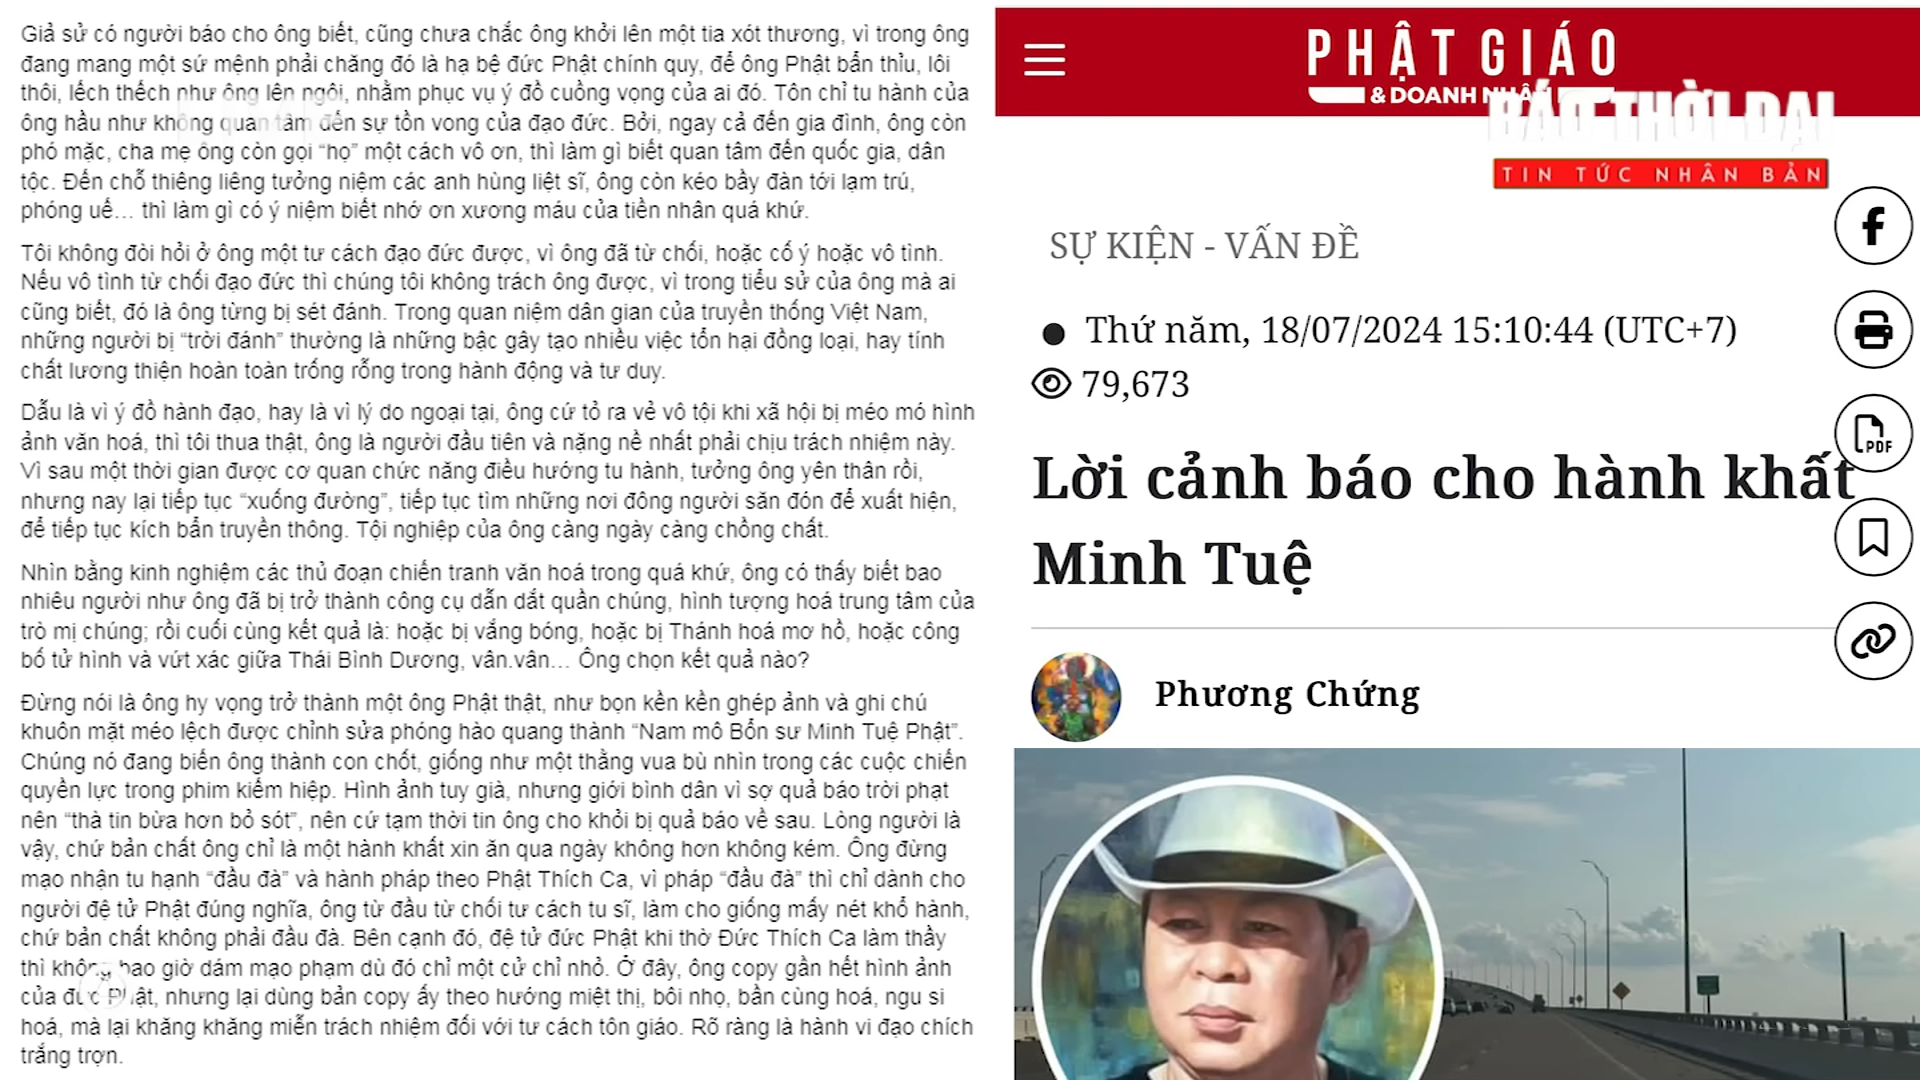 Giả sử có người báo cho ông biết, cũng chưa chắc ông khởi lên một tia xót thương, vì trong ông
đang mang một sứ mệnh phải chăng đó là hạ bệ đức Phật chính quy, để ông Phật bẩn thỉu, lôi
thôi, lếch thếch như ông lên ngôi, nhằm phục vụ ý đồ cuồng vọng của ai đó. Tôn chỉ tu hành của
ông hầu như không quan tâm đến sự tồn vong của đạo đức. Bởi, ngay cả đến gia đình, ông còn
phó mặc, cha mẹ ông còn gọi “họ” một cách vô ơn, thì làm gì biết quan tâm đến quốc gia, dân
tộc. Đến chỗ thiêng liêng tưởng niệm các anh hùng liệt sĩ, ông còn kéo bầy đàn tới lạm trú,
phóng uế… thì làm gì có ý niệm biết nhớ ơn xương máu của tiền nhân quá khứ.
Tôi không đòi hỏi ở ông một tư cách đạo đức được, vì ông đã từ chối, hoặc cố ý hoặc vô tình.
Nếu vô tình từ chối đạo đức thì chúng tôi không trách ông được, vì trong tiểu sử của ông mà ai
cũng biết, đó là ông từng bị sét đánh. Trong quan niệm dân gian của truyền thống Việt Nam,
những người bị “trời đánh” thường là những bậc gây tạo nhiều việc tổn hại đồng loại, hay tính
chất lương thiện hoàn toàn trống rỗng trong hành động và tư duy.
Dẫu là vì ý đồ hành đạo, hay là vì lý do ngoại tại, ông cứ tỏ ra vẻ vô tội khi xã hội bị méo mó hình
ảnh văn hoá, thì tôi thua thật, ông là người đầu tiên và nặng nề nhất phải chịu trách nhiệm này.
Vì sau một thời gian được cơ quan chức năng điều hướng tu hành, tưởng ông yên thân rồi,
nhưng nay lại tiếp tục “xuống đường”, tiếp tục tìm những nơi đông người săn đón để xuất hiện,
để tiếp tục kích bẩn truyền thông. Tội nghiệp của ông càng ngày càng chồng chất.
Nhìn bằng kinh nghiệm các thủ đoạn chiến tranh văn hoá trong quá khứ, ông có thấy biết bao
nhiêu người như ông đã bị trở thành công cụ dẫn dắt quần chúng, hình tượng hoá trung tâm của
trò mị chúng; rồi cuối cùng kết quả là: hoặc bị vắng bóng, hoặc bị Thánh hoá mơ hồ, hoặc công
bố tử hình và vứt xác giữa Thái Bình Dương, vân.vân… Ông chọn kết quả nào?
Đừng nói là ông hy vọng trở thành một ông Phật thật, như bọn kền kền ghép ảnh và ghi chú
khuôn mặt méo lệch được chỉnh sửa phóng hào quang thành “Nam mô Bổn sư Minh Tuệ Phật”.
Chúng nó đang biến ông thành con chốt, giống như một thằng vua bù nhìn trong các cuộc chiến
quyền lực trong phim kiếm hiệp. Hình ảnh tuy già, nhưng giới bình dân vì sợ quả báo trời phạt
nên “thà tin bừa hơn bỏ sót”, nên cứ tạm thời tin ông cho khỏi bị quả báo về sau. Lòng người là
vậy, chứ bản chất ông chỉ là một hành khất xin ăn qua ngày không hơn không kém. Ông đừng
mạo nhận tu hạnh “đầu đà” và hành pháp theo Phật Thích Ca, vì pháp “đầu đà” thì chỉ dành cho
người đệ tử Phật đúng nghĩa, ông từ đầu từ chối tư cách tu sĩ, làm cho giống mấy nét khổ hành,
chứ bản chất không phải đầu đà. Bên cạnh đó, đệ tử đức Phật khi thờ Đức Thích Ca làm thầy
thì không bao giờ dám mạo phạm dù đó chỉ một cử chỉ nhỏ. Ở đây, ông copy gần hết hình ảnh
của đức Phật, nhưng lại dùng bản copy ấy theo hướng miệt thị, bôi nhọ, bần cùng hoá, ngu si
hoá, mà lại khăng khăng miễn trách nhiệm đối với tư cách tôn giáo. Rõ ràng là hành vi đạo chích
trắng trợn.
PHẬT GIÁO
& DOANH NHÂN
BÁO THỜI ĐẠI
TIN TỨC NHÂN BẢN
SỰ KIỆN - VẤN ĐỀ
Thứ năm, 18/07/2024 15:10:44 (UTC+7)
79,673
PDF
Lời cảnh báo cho hành khất
Minh Tuệ
Phương Chứng